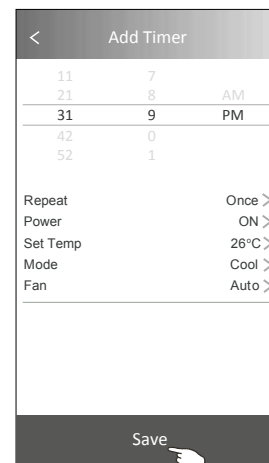 < Add Timer
11 7
21 8 AM
31 9 PM
42 0
52 1
Repeat Once >
Power ON >
Set Temp 26°C >
Mode Cool >
Fan Auto >
Save